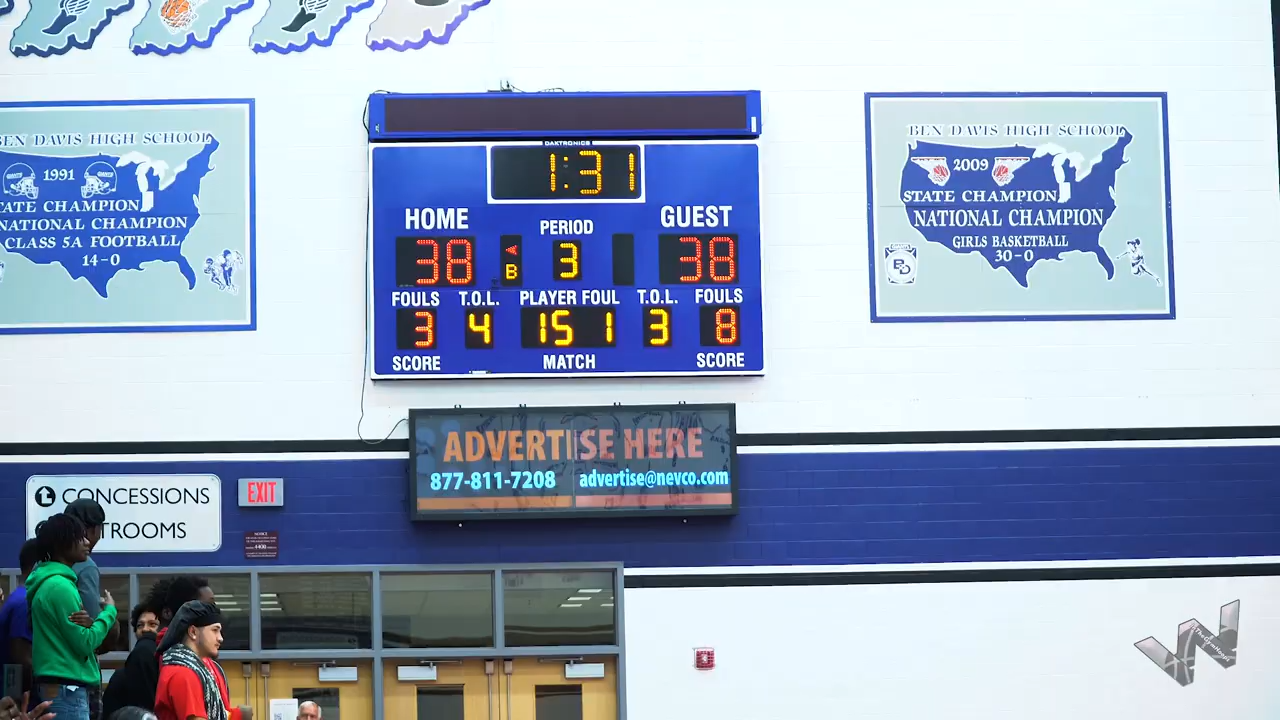 BEN DAVIS HIGH SCHOOL
1991
STATE CHAMPION
NATIONAL CHAMPION
CLASS 5A FOOTBALL
14-0
DAKTRONICS
1:31
HOME
PERIOD
GUEST
38
A
B
3
38
FOULS T.O.L. PLAYER FOUL T.O.L. FOULS
3 4 15 1 3 8
SCORE MATCH SCORE
BEN DAVIS HIGH SCHOOL
2009
STATE CHAMPION
NATIONAL CHAMPION
GIRLS BASKETBALL
30-0
BD
ADVERTISE HERE
877-811-7208 advertise@nevco.com
t CONCESSIONS
TROOMS
EXIT
NOTICE